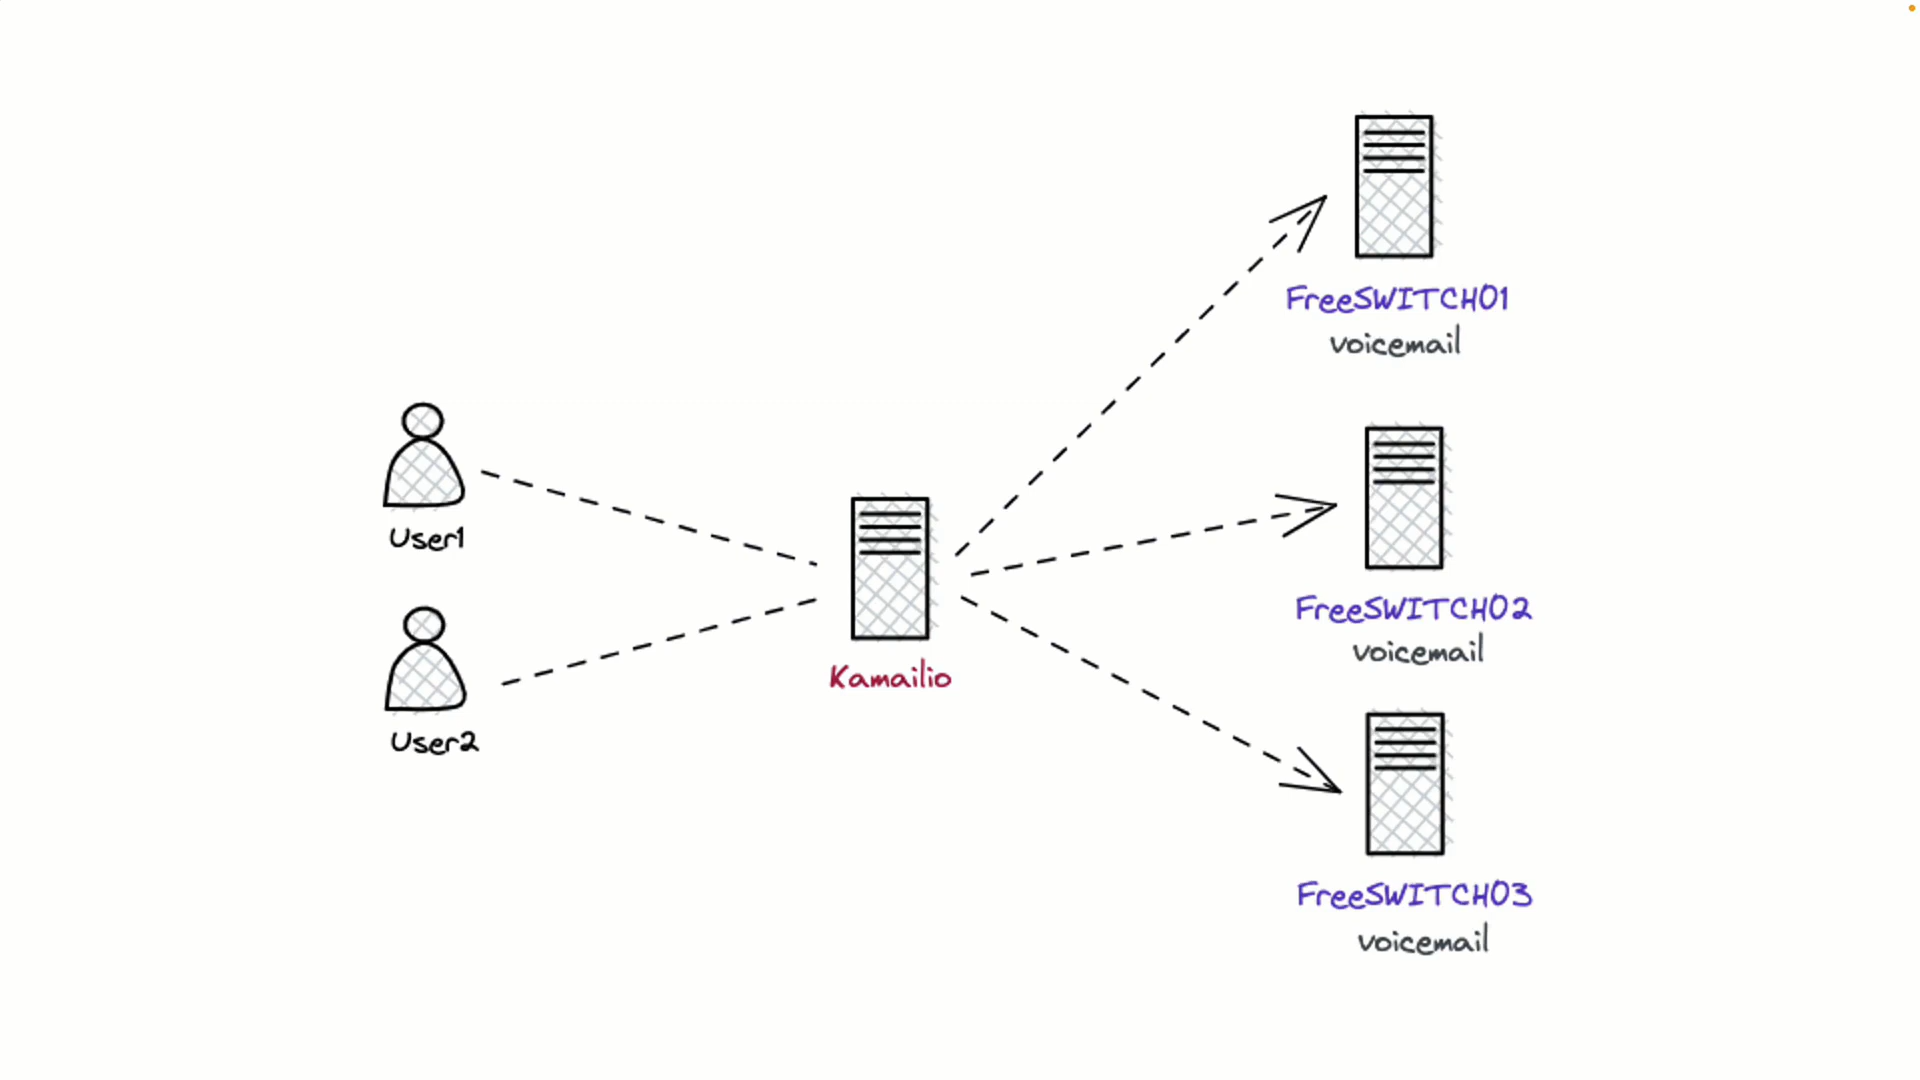 User1
User2
Kamailio
FreeSWITCH01
voicemail
FreeSWITCH02
voicemail
FreeSWITCH03
voicemail